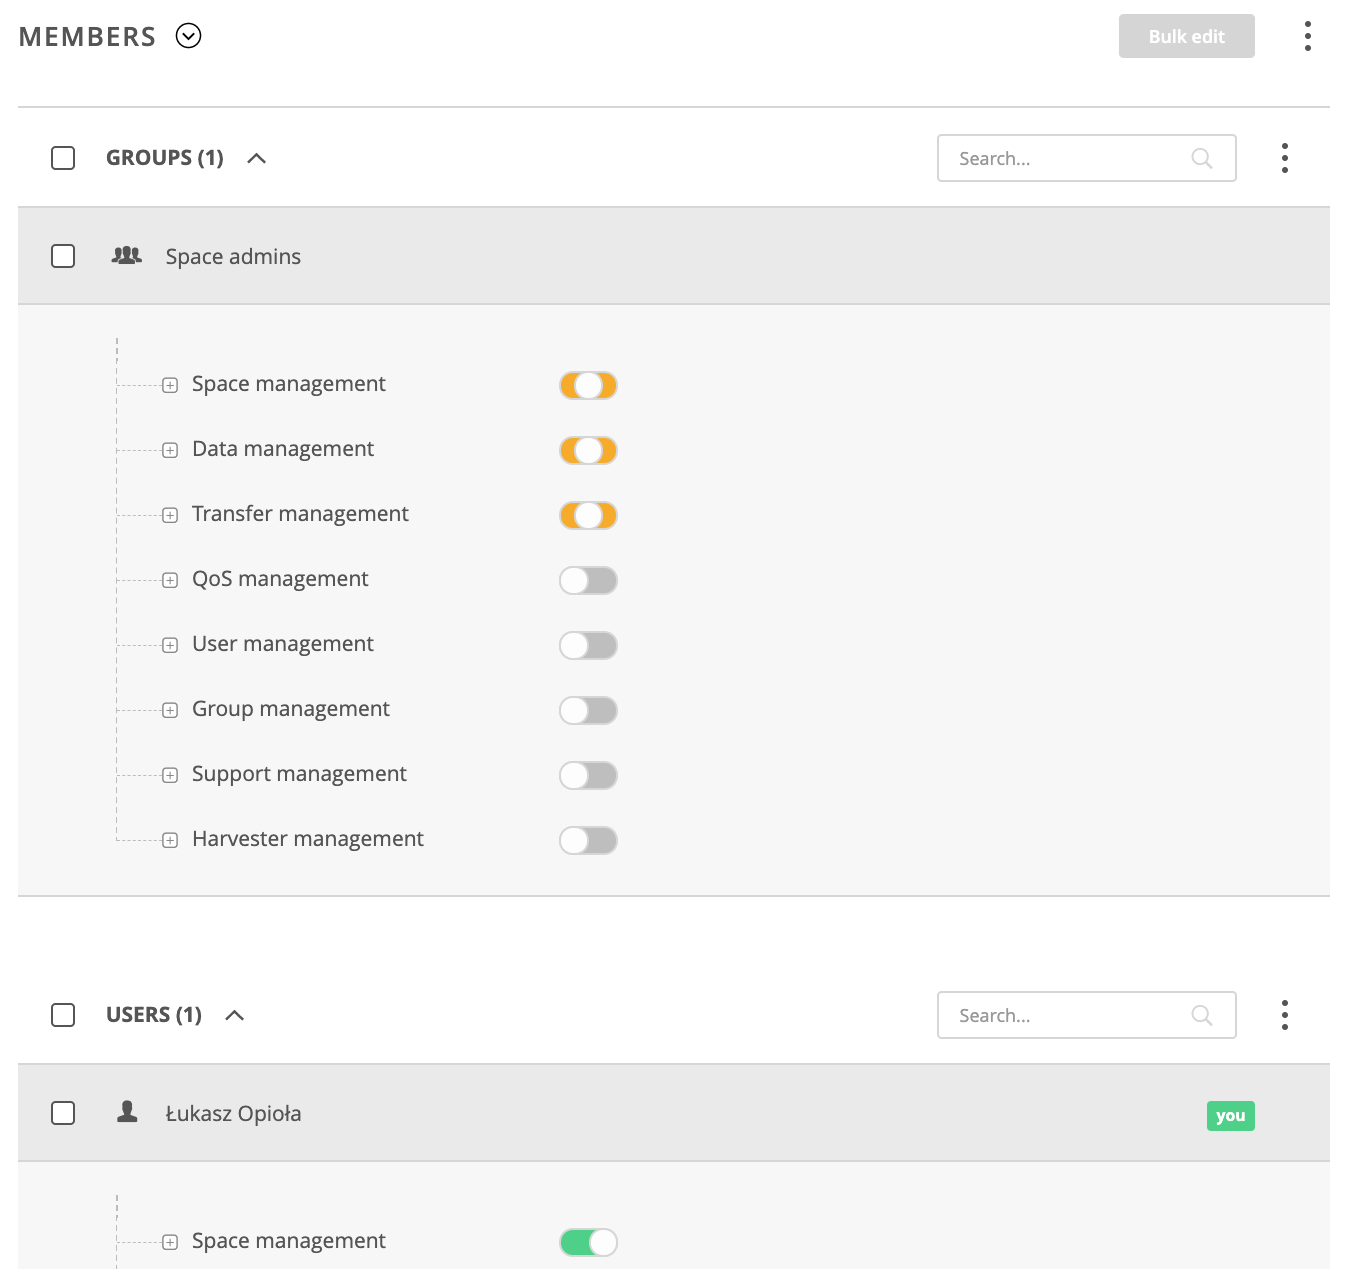 MEMBERS
Bulk edit
GROUPS (1)
Search...
Space admins
Space management
Data management
Transfer management
QoS management
User management
Group management
Support management
Harvester management
USERS (1)
Search...
Łukasz Opioła
you
Space management